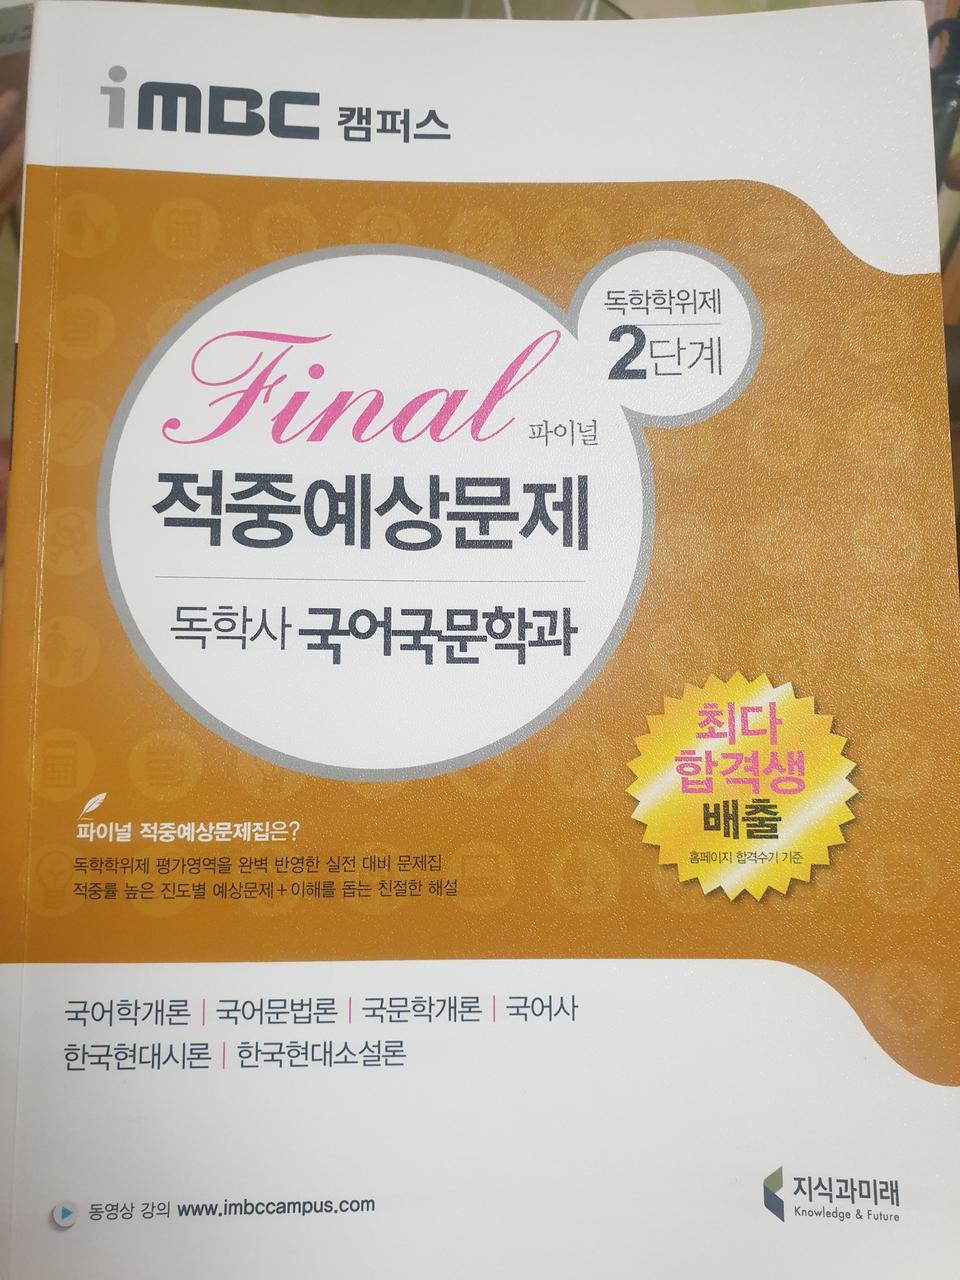 iMBC 캠퍼스
독학학위제
2단계
Final 파이널
적중예상문제
독학사 국어국문학과
최다
합격생
배출
홈페이지 합격수기 기준
파이널 적중예상문제집은?
독학학위제 평가영역을 완벽 반영한 실전 대비 문제집
적중률 높은 진도별 예상문제+이해를 돕는 친절한 해설
국어학개론 | 국어문법론 | 국문학개론 | 국어사
한국현대시론 | 한국현대소설론
동영상 강의 www.imbccampus.com
지식과미래
Knowledge & Future